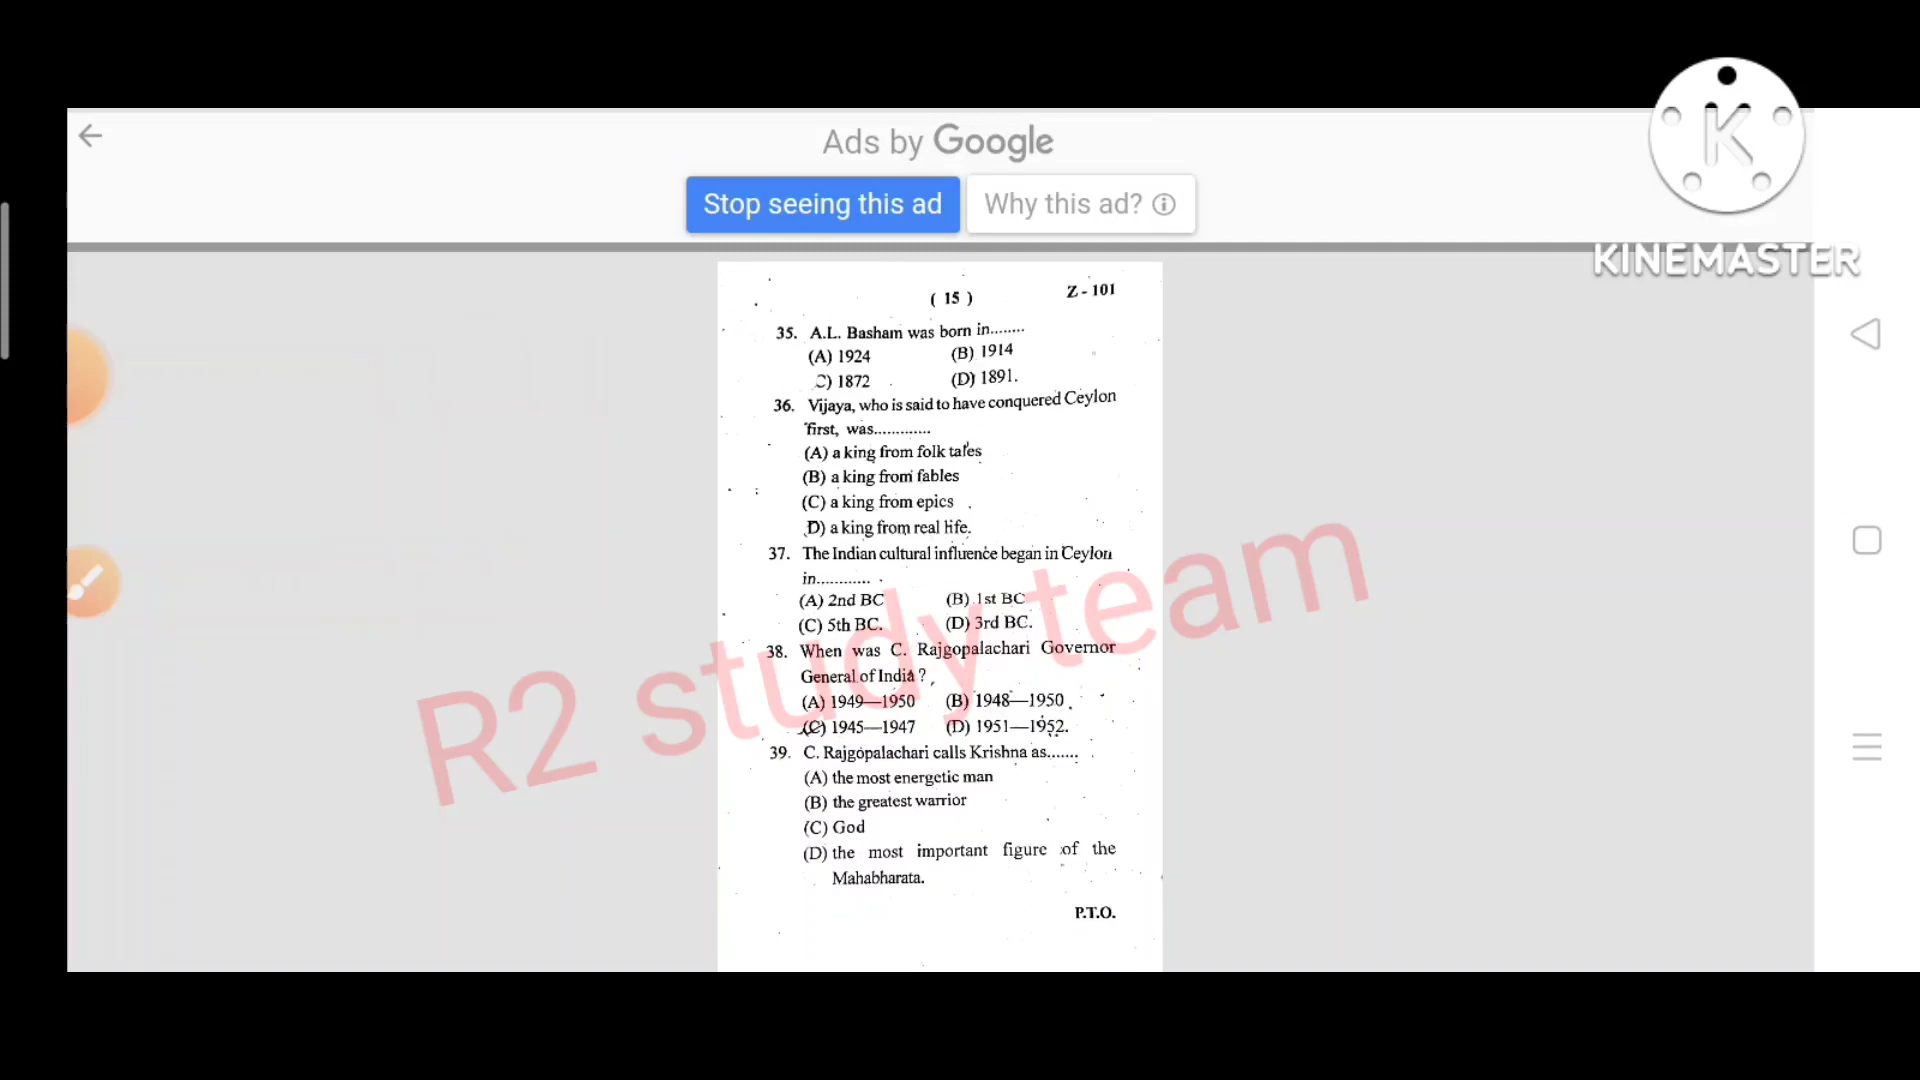 Ads by Google
Stop seeing this ad
Why this ad?
K
KINEMASTER
( 15 )
Z - 101
35. A.L. Basham was born in........
(A) 1924 (B) 1914
C) 1872 (D) 1891.
36. Vijaya, who is said to have conquered Ceylon
first, was.............
(A) a king from folk tales
(B) a king from fables
(C) a king from epics
D) a king from real life.
37. The Indian cultural influence began in Ceylon
in............
(A) 2nd BC (B) 1st BC
(C) 5th BC. (D) 3rd BC.
38. When was C. Rajgopalachari Governor
General of India ?
(A) 1949—1950 (B) 1948—1950
(C) 1945—1947 (D) 1951—1952.
39. C. Rajgopalachari calls Krishna as.......
(A) the most energetic man
(B) the greatest warrior
(C) God
(D) the most important figure of the
Mahabharata.
P.T.O.
R2 study team